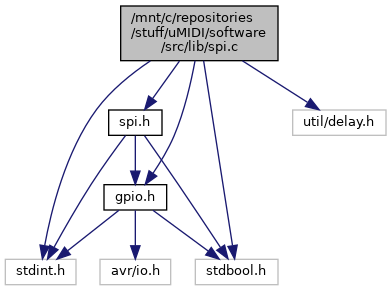 /mnt/c/repositories
/stuff/uMIDI/software
/src/lib/spi.c
spi.h
util/delay.h
gpio.h
stdint.h
avr/io.h
stdbool.h